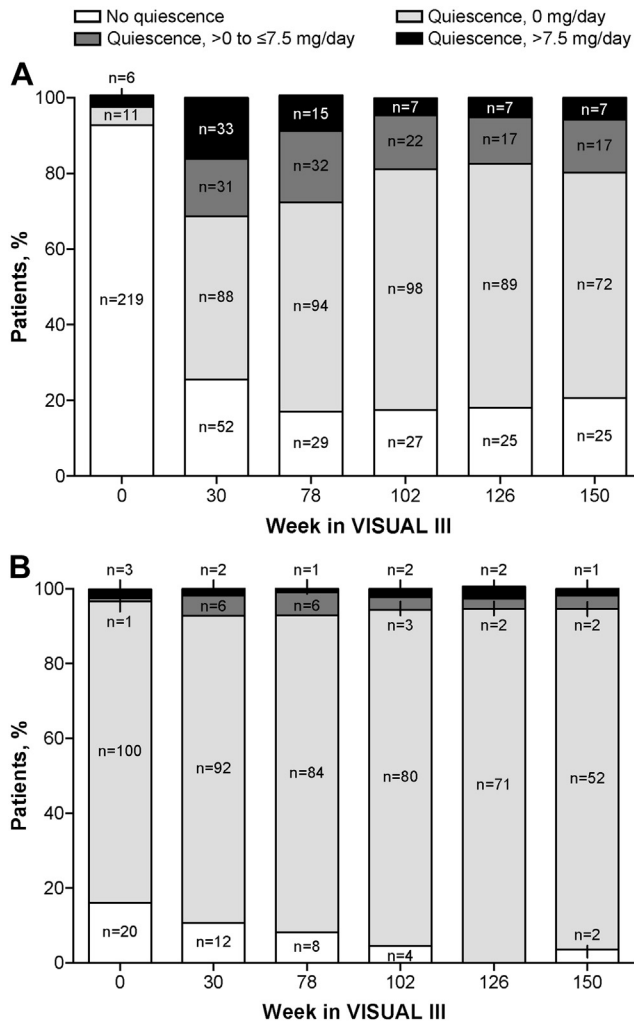 No quiescence
Quiescence, 0 mg/day
Quiescence, >0 to ≤7.5 mg/day
Quiescence, >7.5 mg/day
A
n=6
100
80
60
40
20
0
Patients, %
n=11
n=33
n=15
n=7
n=7
n=7
n=31
n=32
n=22
n=17
n=17
n=219
n=88
n=94
n=98
n=89
n=72
n=52
n=29
n=27
n=25
n=25
0
30
78
102
126
150
Week in VISUAL III
B
n=3
n=2
n=1
n=2
n=2
n=1
100
80
60
40
20
0
Patients, %
n=1
n=6
n=6
n=3
n=2
n=2
n=100
n=92
n=84
n=80
n=71
n=52
n=20
n=12
n=8
n=4
n=2
0
30
78
102
126
150
Week in VISUAL III